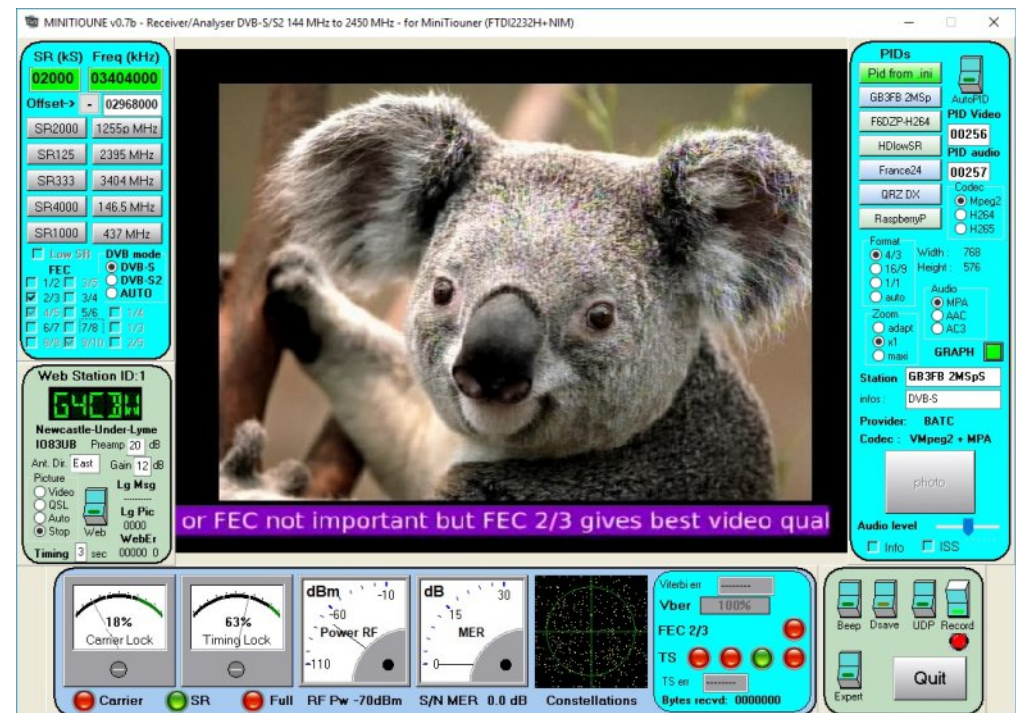 MINITIOUNE v0.7b - Receiver/Analyser DVB-S/S2 144 MHz to 2450 MHz - for MiniTiouner (FTDI2232H+NIM)
SR (kS) Freq (kHz)
02000 03404000
Offset-> - 02968000
SR2000 1255p MHz
SR125 2395 MHz
SR333 3404 MHz
SR4000 146.5 MHz
SR1000 437 MHz
Low SR DVB mode
FEC DVB-S
1/2 3/5 DVB-S2
2/3 3/4 AUTO
4/5 5/6 1/4
6/7 7/8 1/3
8/9 9/10 2/5
Web Station ID:1
G4CBW
Newcastle-Under-Lyme
IO83UB Preamp 20 dB
Ant. Dir. East Gain 12 dB
Picture
Video
QSL
Auto
Stop
Web
Lg Msg
--------
Lg Pic
0000
WebEr
Timing 3 sec 00000 0
or FEC not important but FEC 2/3 gives best video qual
PIDs
Pid from .ini
GB3FB 2MSp
F6DZP-H264
HDlowSR
France24
QRZ DX
RaspberryP
AutoPID
PID Video
00256
PID audio
00257
Codec
Mpeg2
H264
H265
Format
4/3
16/9
1/1
auto
Width : 768
Height : 576
Zoom
adapt
x1
maxi
Audio
MPA
AAC
AC3
GRAPH
Station GB3FB 2MSpS
infos : DVB-S
Provider: BATC
Codec : VMpeg2 + MPA
photo
Audio level
Info ISS
18%
Carrier Lock
63%
Timing Lock
dBm -10
-60
Power RF
-110
dB 30
15
MER
0
Carrier SR Full RF Pw -70dBm S/N MER 0.0 dB Constellations
Viterbi err --------
Vber 100%
FEC 2/3
TS
TS err --------
Bytes recvd: 0000000
Beep Dsave UDP Record
Expert
Quit